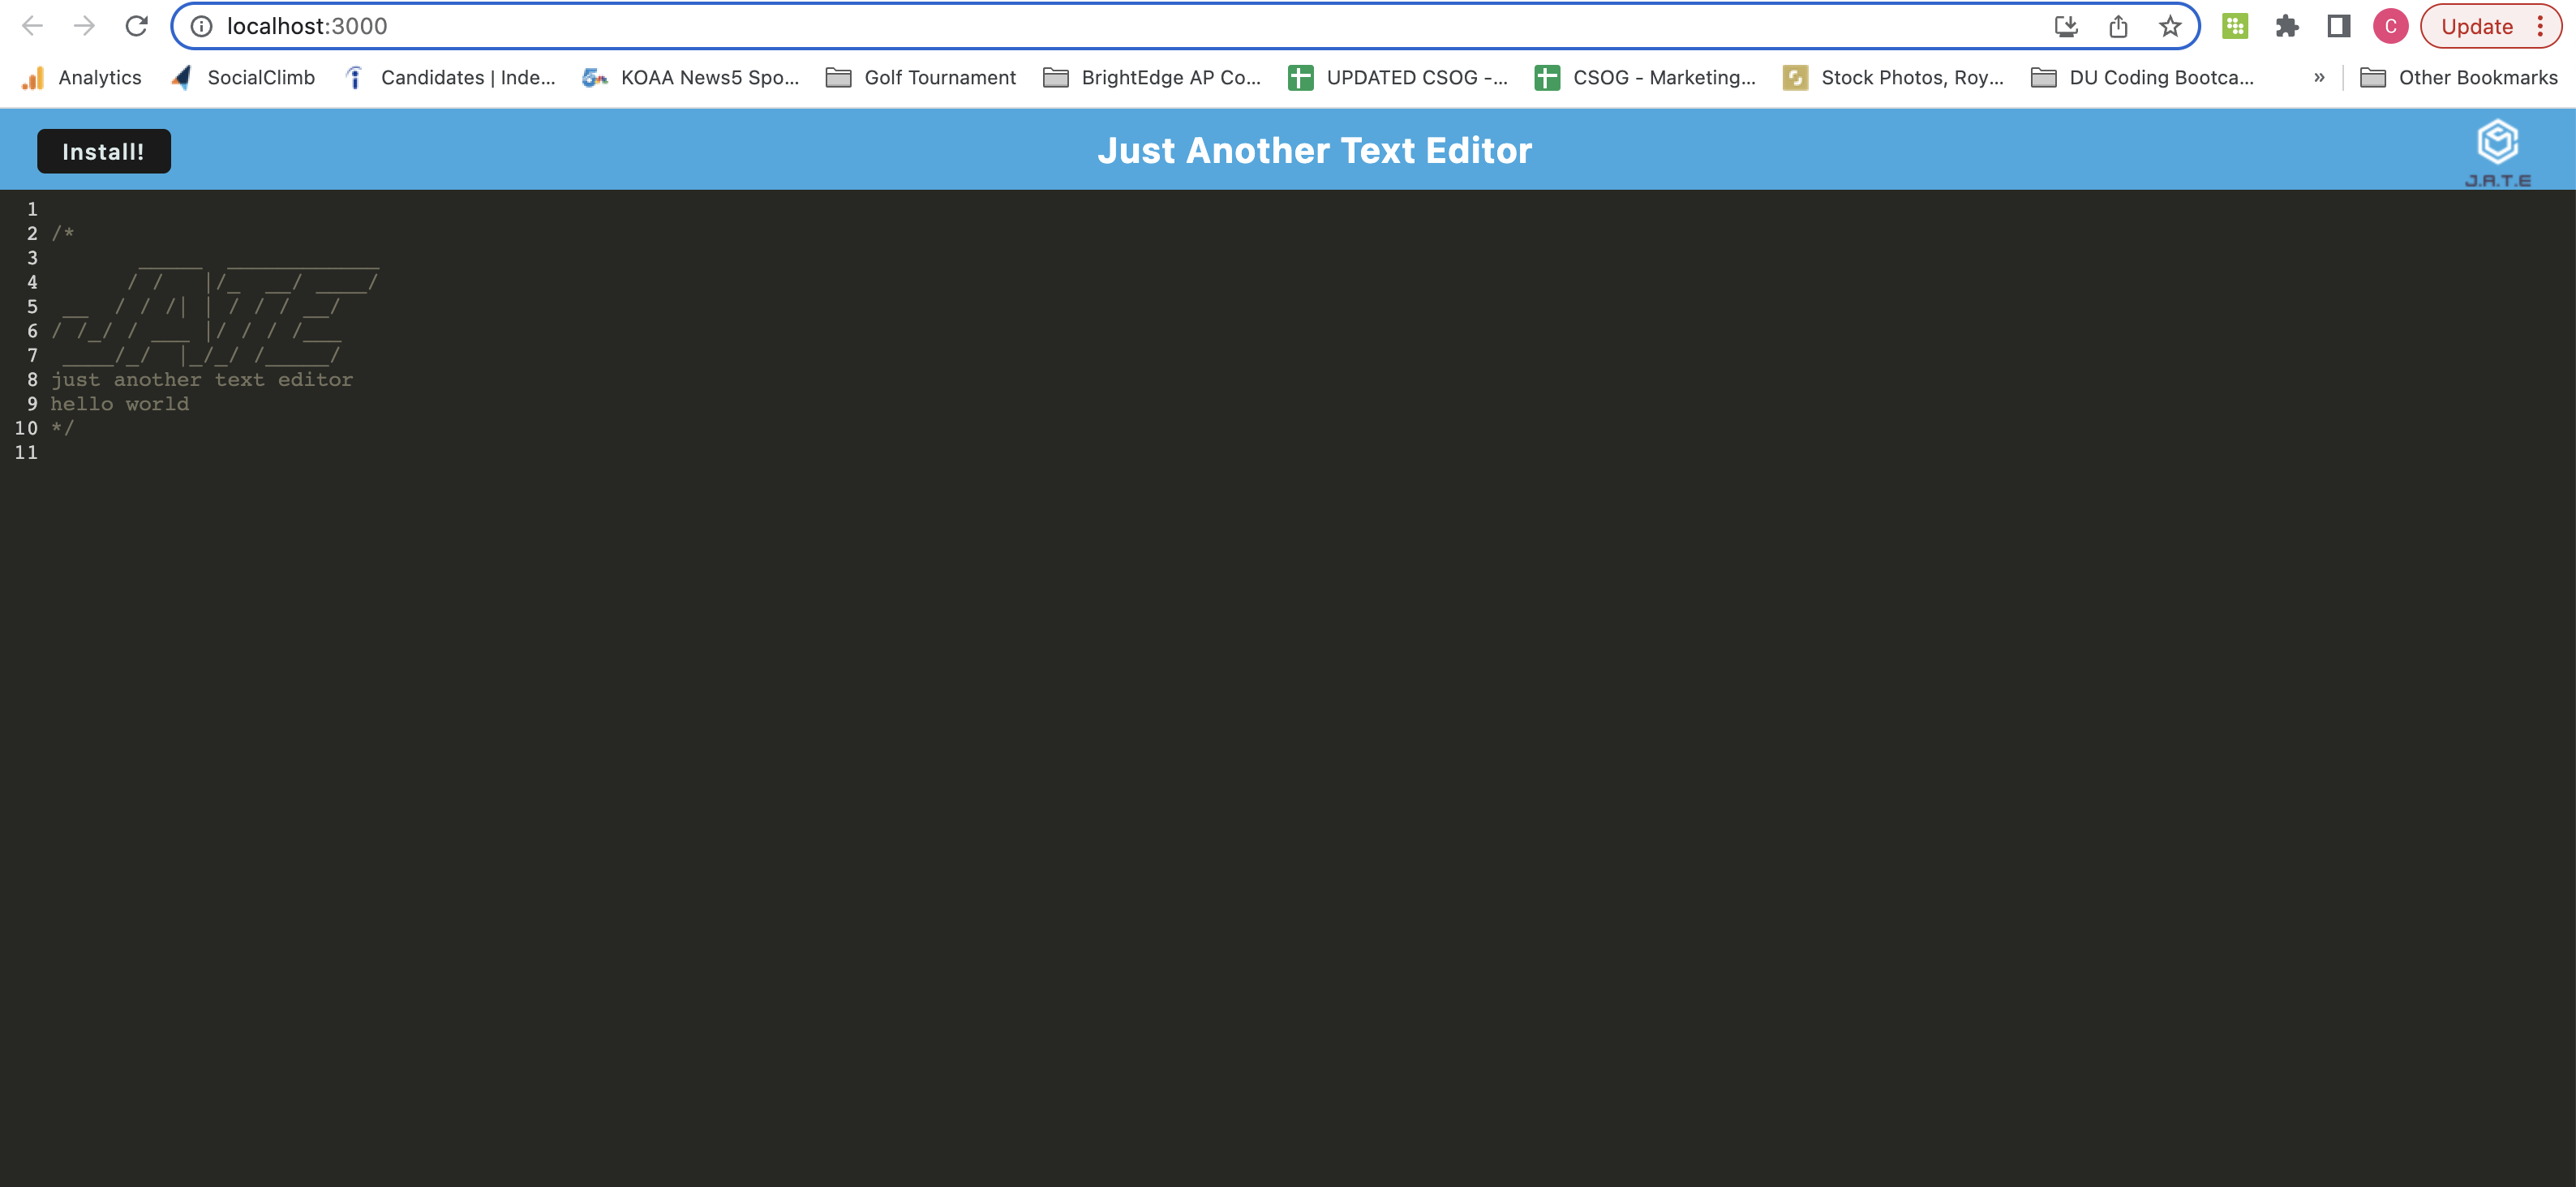 localhost:3000
C
Update
Analytics
SocialClimb
Candidates | Inde...
KOAA News5 Spo...
Golf Tournament
BrightEdge AP Co...
UPDATED CSOG -...
CSOG - Marketing...
Stock Photos, Roy...
DU Coding Bootca...
»
Other Bookmarks
Install!
Just Another Text Editor
J.A.T.E
1
2 /*
3        _____  ____________
4       / /   |/_  __/ ____/
5  __  / / /| | / / / __/
6 / /_/ / ___ |/ / / /___
7  ____/_/  |_/_/ /_____/
8 just another text editor
9 hello world
10 */
11